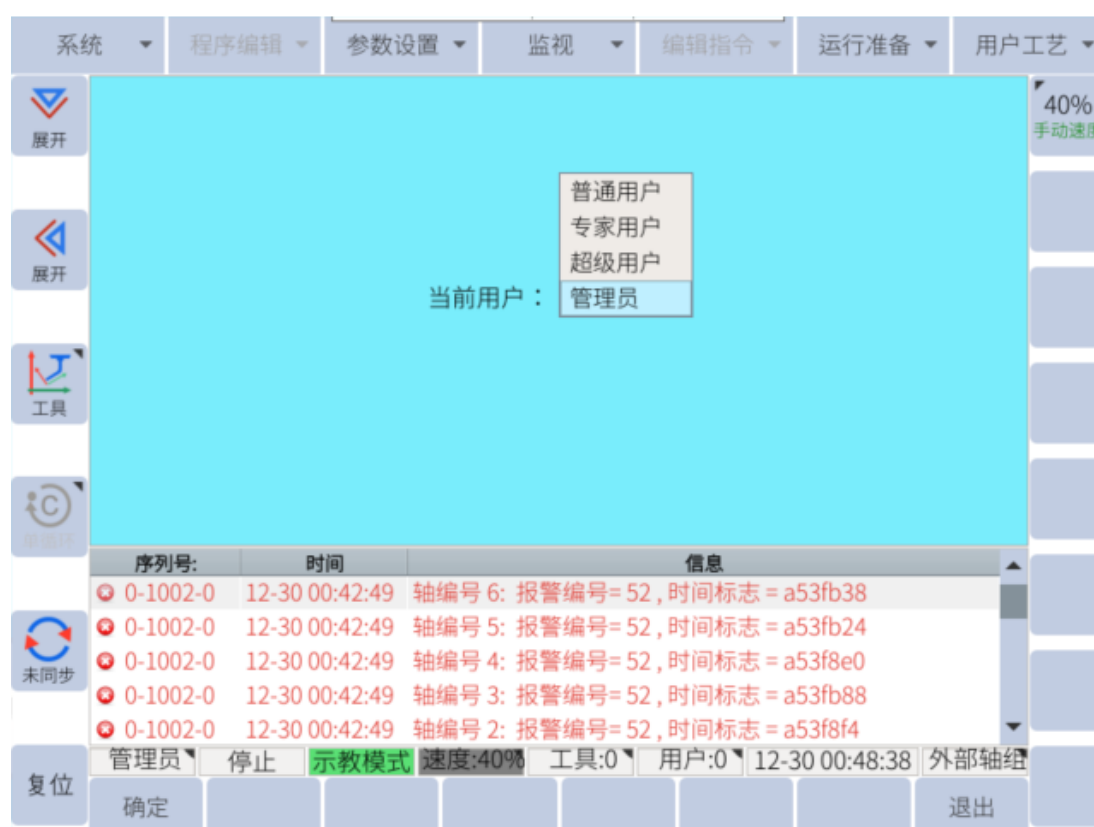 系统 程序编辑 参数设置 监视 编辑指令 运行准备 用户工艺
展开
40%
手动速度
普通用户
专家用户
超级用户
展开
当前用户： 管理员
工具
单循环
序列号: 时间 信息
0-1002-0 12-30 00:42:49 轴编号 6: 报警编号= 52 , 时间标志 = a53fb38
0-1002-0 12-30 00:42:49 轴编号 5: 报警编号= 52 , 时间标志 = a53fb24
0-1002-0 12-30 00:42:49 轴编号 4: 报警编号= 52 , 时间标志 = a53f8e0
未同步
0-1002-0 12-30 00:42:49 轴编号 3: 报警编号= 52 , 时间标志 = a53fb88
0-1002-0 12-30 00:42:49 轴编号 2: 报警编号= 52 , 时间标志 = a53f8f4
管理员 停止 示教模式 速度:40% 工具:0 用户:0 12-30 00:48:38 外部轴组
复位
确定 退出